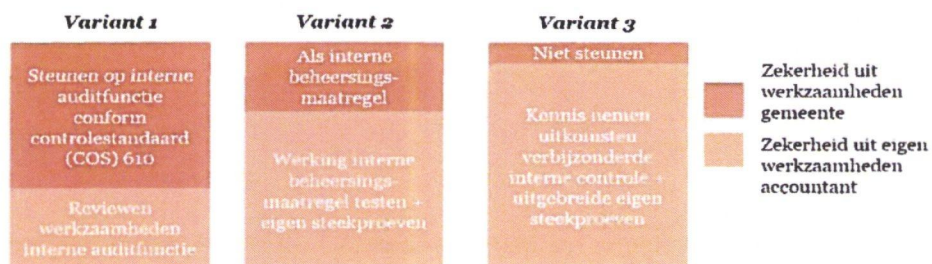 Variant 1
Steunen op interne
auditfunctie
conform
controlestandaard
(COS) 610
Reviewen
werkzaamheden
interne auditfunctie
Variant 2
Als interne
beheersings-
maatregel
Werking interne
beheersings-
maatregel testen +
eigen steekproeven
Variant 3
Niet steunen
Kennis nemen
uitkomsten
verbijzonderde
interne controle +
uitgebreide eigen
steekproeven
Zekerheid uit
werkzaamheden
gemeente
Zekerheid uit eigen
werkzaamheden
accountant